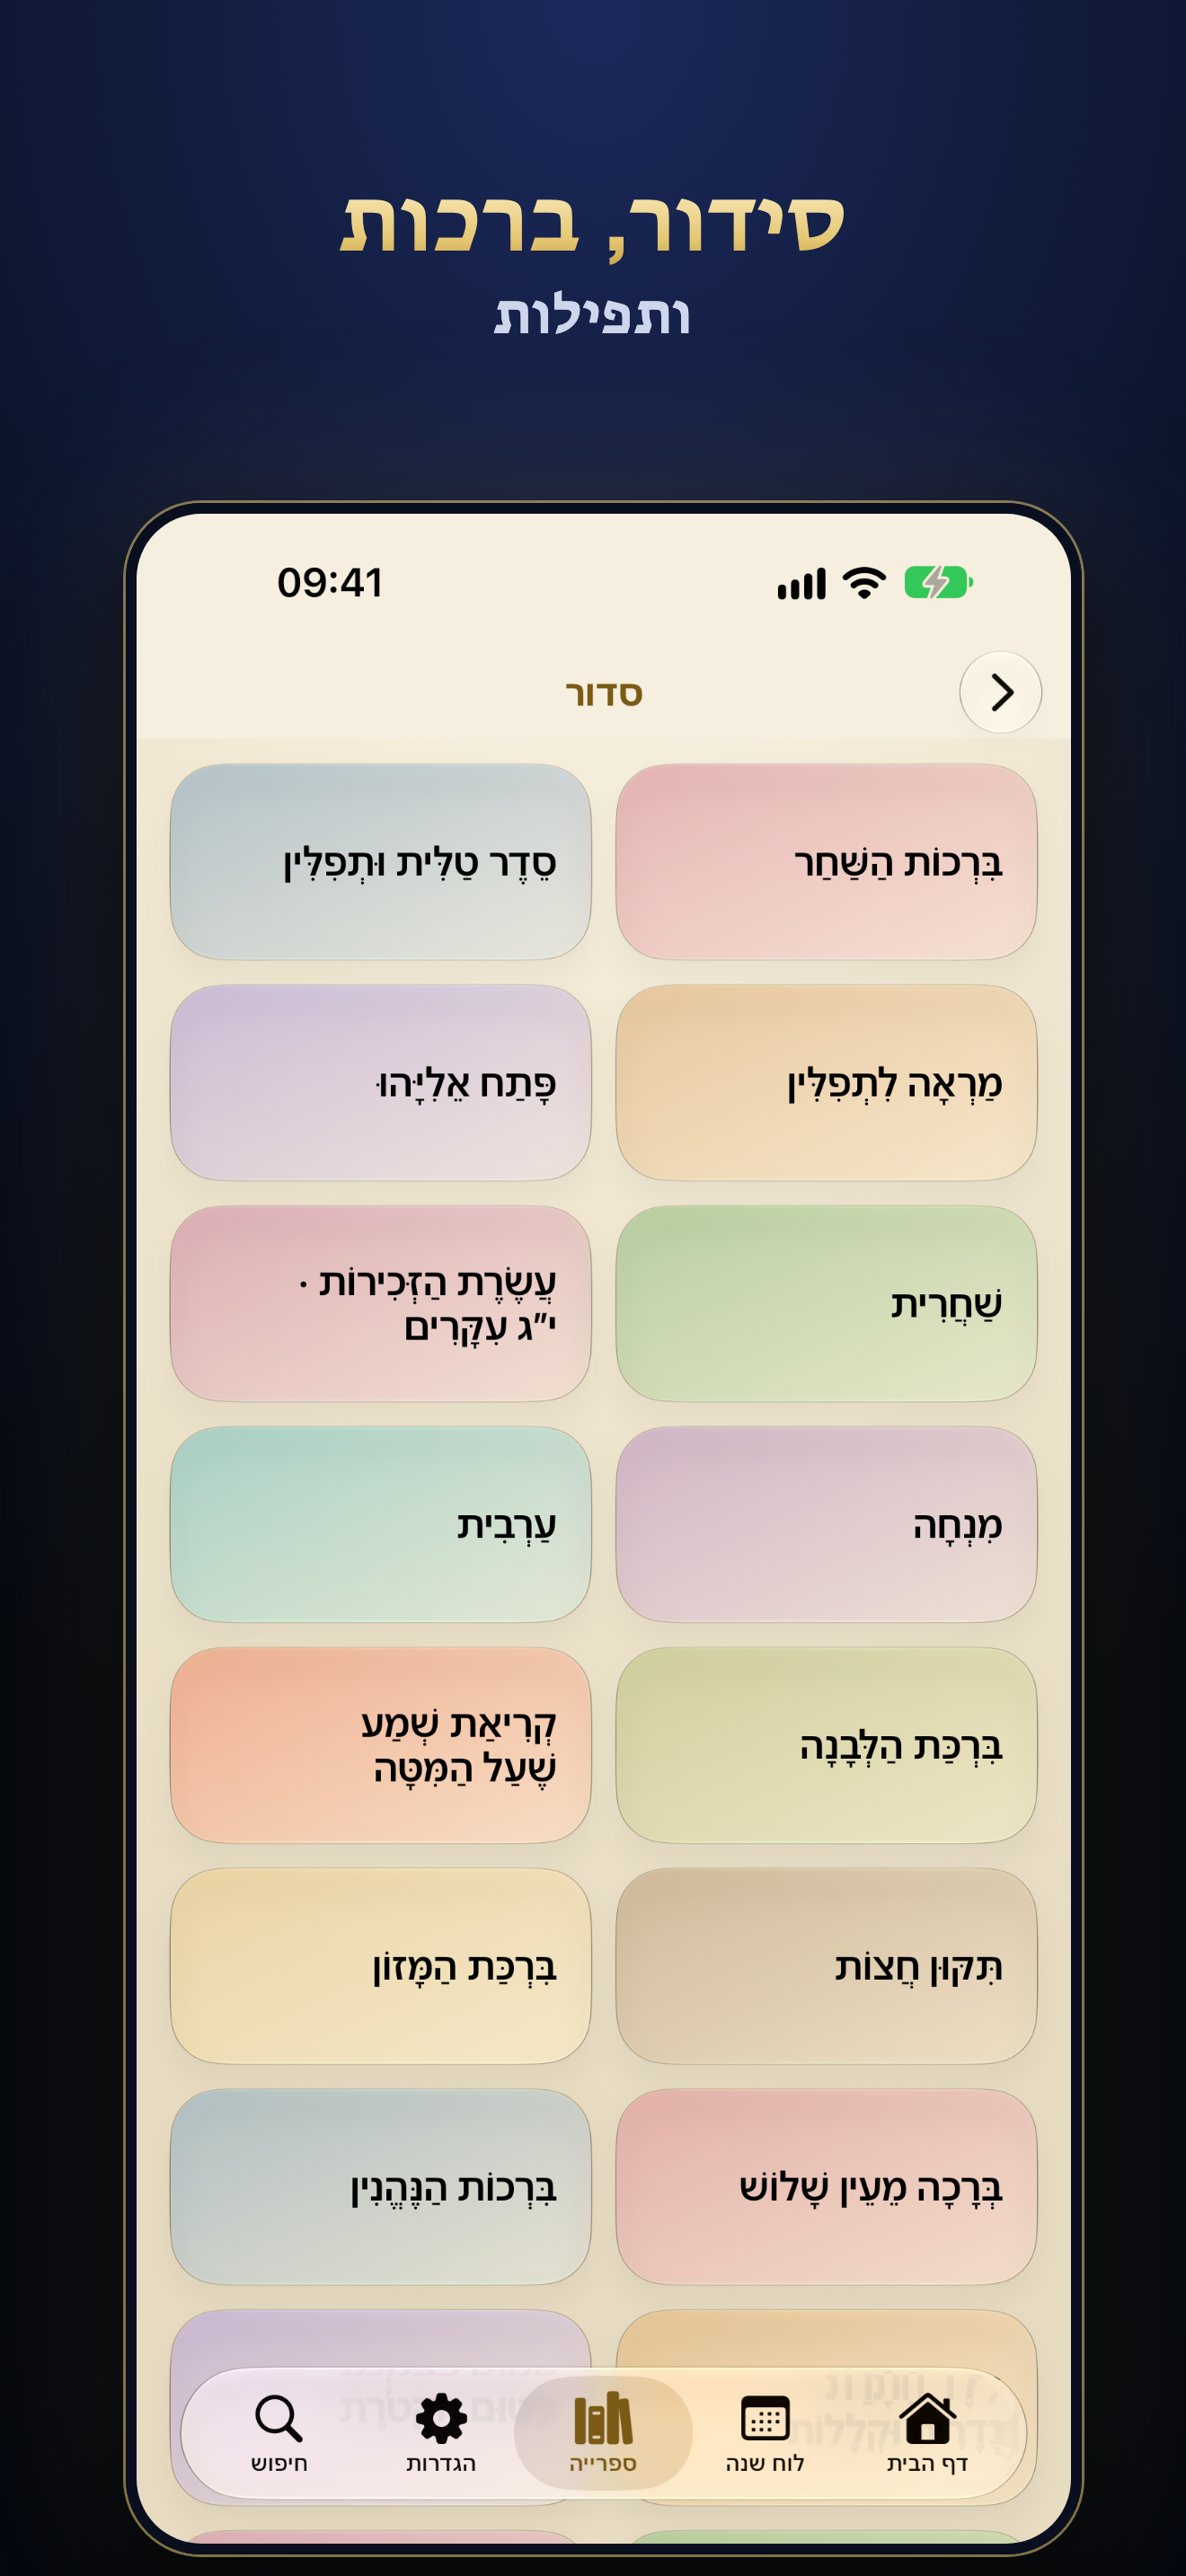 סידור, ברכות
ותפילות
09:41
סדור
בִּרְכוֹת הַשַּׁחַר
סֵדֶר טַלִּית וּתְפִלִּין
מַרְאָה לִתְפִלִּין
פָּתַח אֵלִיָּהוּ
שַׁחֲרִית
עֲשֶׂרֶת הַזְּכִירוֹת •
י״ג עִקָּרִים
מִנְחָה
עַרְבִית
בִּרְכַּת הַלְּבָנָה
קְרִיאַת שְׁמַע
שֶׁעַל הַמִּטָּה
תִּקּוּן חֲצוֹת
בִּרְכַּת הַמָּזוֹן
בְּרָכָה מֵעֵין שָׁלוֹשׁ
בִּרְכוֹת הַנֶּהֱנִין
דף הבית
לוח שנה
ספרייה
הגדרות
חיפוש